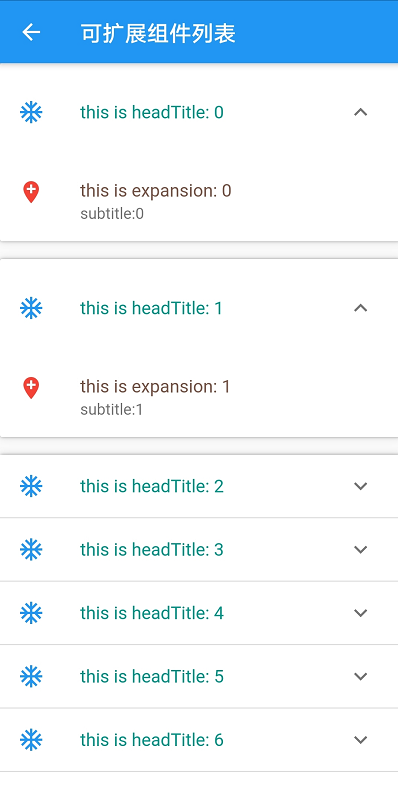 可扩展组件列表
this is headTitle: 0
this is expansion: 0
subtitle:0
this is headTitle: 1
this is expansion: 1
subtitle:1
this is headTitle: 2
this is headTitle: 3
this is headTitle: 4
this is headTitle: 5
this is headTitle: 6